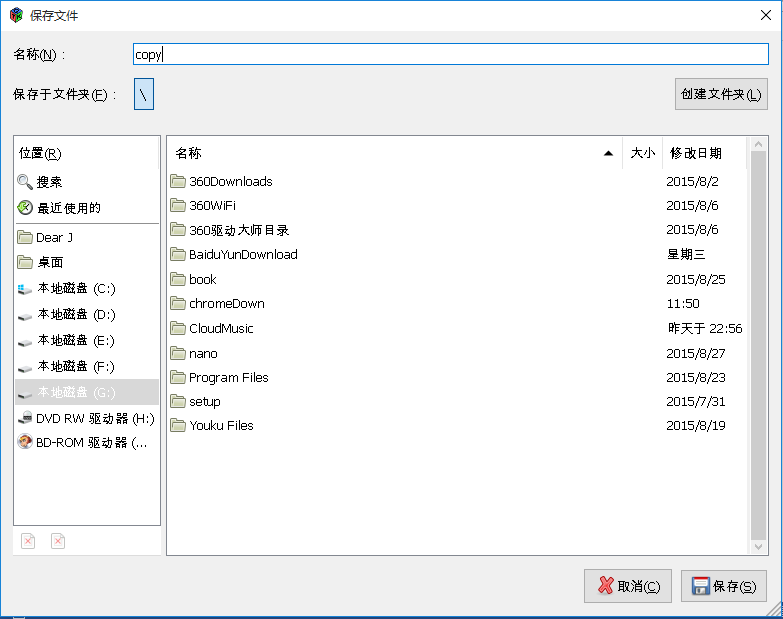 保存文件
名称(N)：
copy
保存于文件夹(F)：
\
创建文件夹(L)
位置(R)
搜索
最近使用的
Dear J
桌面
本地磁盘 (C:)
本地磁盘 (D:)
本地磁盘 (E:)
本地磁盘 (F:)
本地磁盘 (G:)
DVD RW 驱动器 (H:)
BD-ROM 驱动器 (...
名称 大小 修改日期
360Downloads 2015/8/2
360WiFi 2015/8/6
360驱动大师目录 2015/8/6
BaiduYunDownload 星期三
book 2015/8/25
chromeDown 11:50
CloudMusic 昨天于 22:56
nano 2015/8/27
Program Files 2015/8/23
setup 2015/7/31
Youku Files 2015/8/19
取消(C) 保存(S)